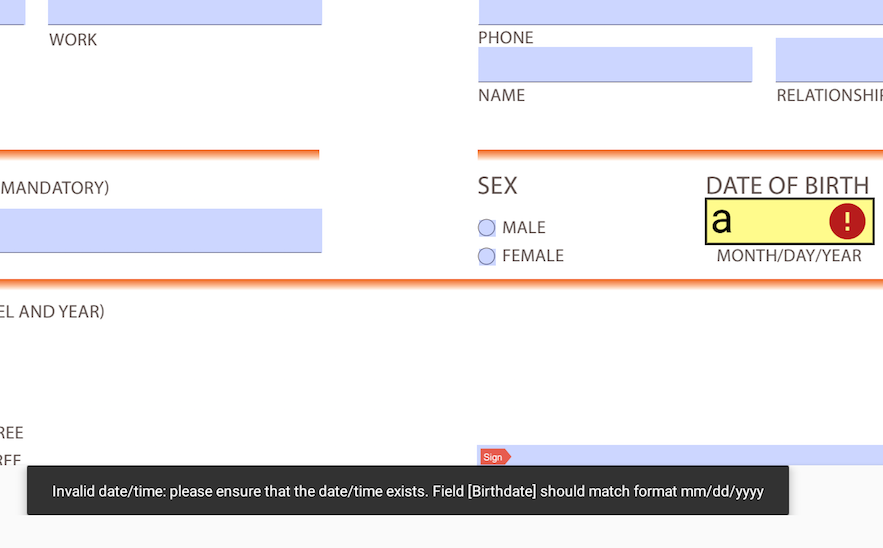 WORK
PHONE
NAME
RELATIONSHIP
(MANDATORY)
SEX
DATE OF BIRTH
MALE
a
!
FEMALE
MONTH/DAY/YEAR
EL AND YEAR)
REE
REE
Sign
Invalid date/time: please ensure that the date/time exists. Field [Birthdate] should match format mm/dd/yyyy